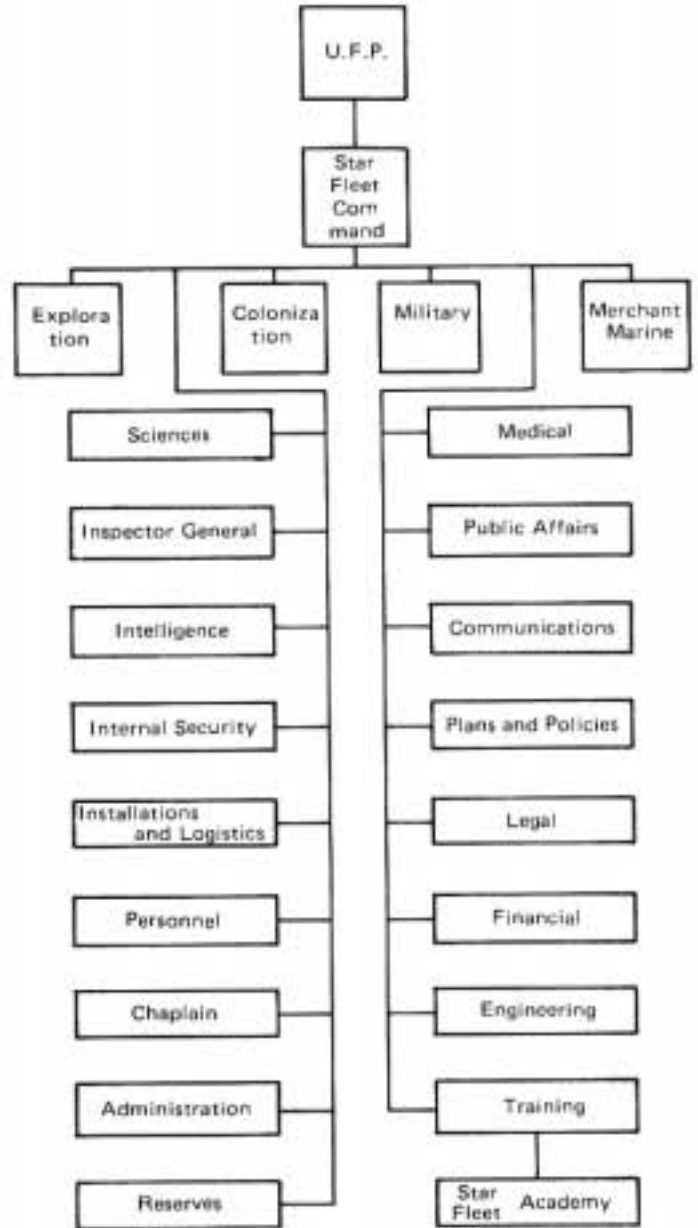 U.F.P.
Star
Fleet
Com
mand
Explora
tion
Coloniza
tion
Military
Merchant
Marine
Sciences
Medical
Inspector General
Public Affairs
Intelligence
Communications
Internal Security
Plans and Policies
Installations
and Logistics
Legal
Personnel
Financial
Chaplain
Engineering
Administration
Training
Reserves
Star
Fleet Academy